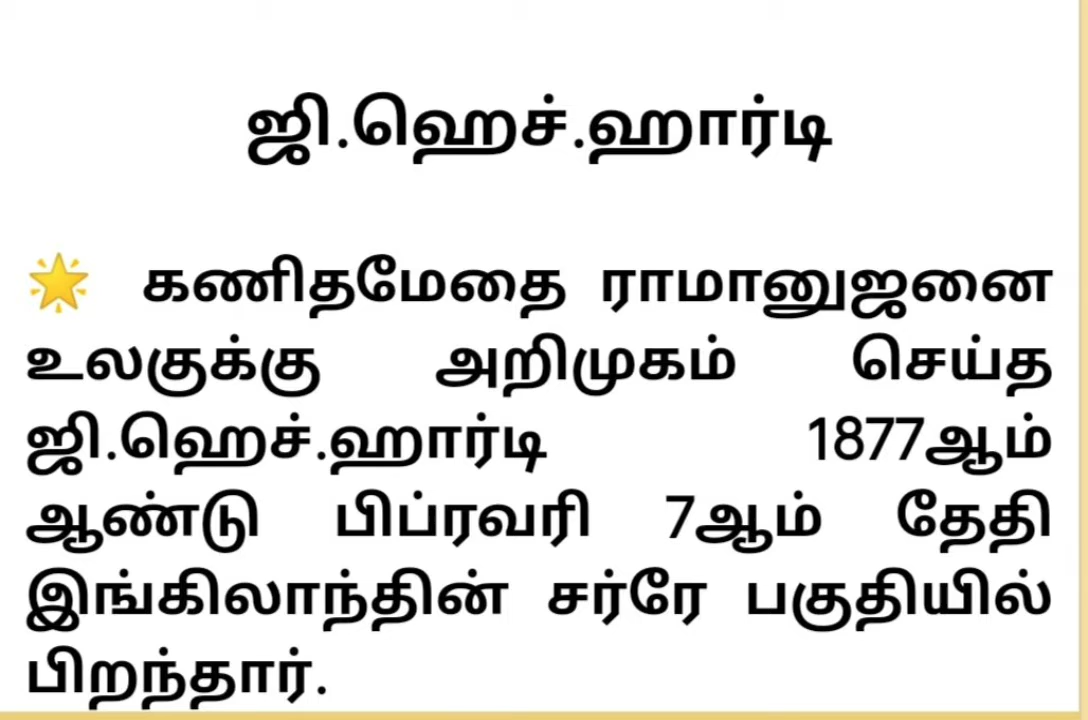 ஜி.ஹெச்.ஹார்டி
🌟 கணிதமேதை ராமானுஜனை
உலகுக்கு அறிமுகம் செய்த
ஜி.ஹெச்.ஹார்டி 1877ஆம்
ஆண்டு பிப்ரவரி 7ஆம் தேதி
இங்கிலாந்தின் சர்ரே பகுதியில்
பிறந்தார்.